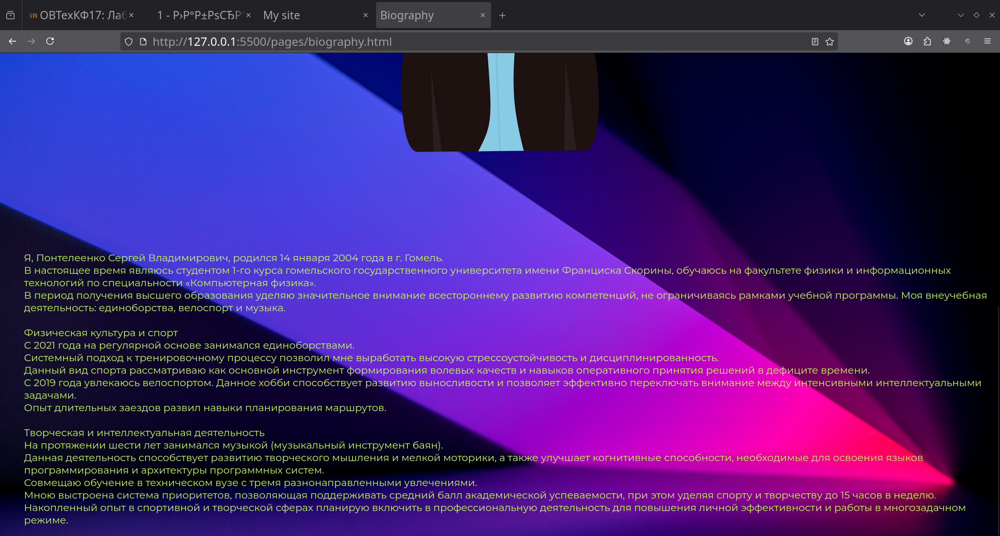 ОВТехКФ17: Лаб
1 - Р›Р°Р±РѕСЂР°
My site
Biography
http://127.0.0.1:5500/pages/biography.html
Я, Понтелеенко Сергей Владимирович, родился 14 января 2004 года в г. Гомель.
В настоящее время являюсь студентом 1-го курса гомельского государственного университета имени Франциска Скорины, обучаюсь на факультете физики и информационных
технологий по специальности «Компьютерная физика».
В период получения высшего образования уделяю значительное внимание всестороннему развитию компетенций, не ограничиваясь рамками учебной программы. Моя внеучебная
деятельность: единоборства, велоспорт и музыка.
Физическая культура и спорт
С 2021 года на регулярной основе занимался единоборствами.
Системный подход к тренировочному процессу позволил мне выработать высокую стрессоустойчивость и дисциплинированность.
Данный вид спорта рассматриваю как основной инструмент формирования волевых качеств и навыков оперативного принятия решений в дефиците времени.
С 2019 года увлекаюсь велоспортом. Данное хобби способствует развитию выносливости и позволяет эффективно переключать внимание между интенсивными интеллектуальными
задачами.
Опыт длительных заездов развил навыки планирования маршрутов.
Творческая и интеллектуальная деятельность
На протяжении шести лет занимался музыкой (музыкальный инструмент баян).
Данная деятельность способствует развитию творческого мышления и мелкой моторики, а также улучшает когнитивные способности, необходимые для освоения языков
программирования и архитектуры программных систем.
Совмещаю обучение в техническом вузе с тремя разнонаправленными увлечениями.
Мною выстроена система приоритетов, позволяющая поддерживать средний балл академической успеваемости, при этом уделяя спорту и творчеству до 15 часов в неделю.
Накопленный опыт в спортивной и творческой сферах планирую включить в профессиональную деятельность для повышения личной эффективности и работы в многозадачном
режиме.